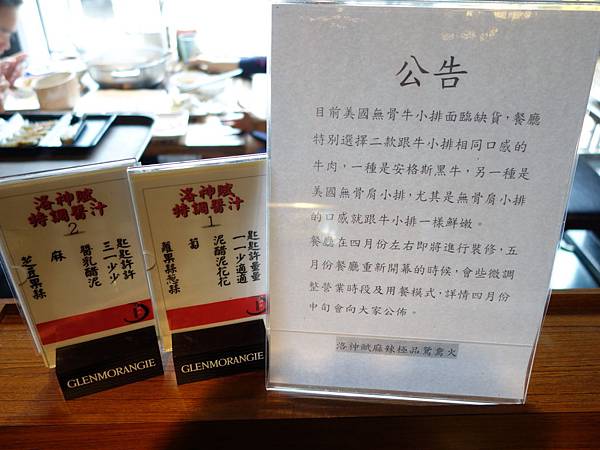 公告
目前美國無骨牛小排面臨缺貨，餐廳
特別選擇二款跟牛小排相同口感的
牛肉，一種是安格斯黑牛，另一種是
美國無骨肩小排，尤其是無骨肩小排
的口感就跟牛小排一樣鮮嫩。
餐廳在四月份左右即將進行裝修，五
月份餐廳重新開幕的時候，會些微調
整營業時段及用餐模式，詳情四月份
中旬會向大家公佈。
洛神賦麻辣極品鴛鴦火
洛神賦
特調醬汁
2
洛神賦
特調醬汁
1
GLENMORANGIE
GLENMORANGIE